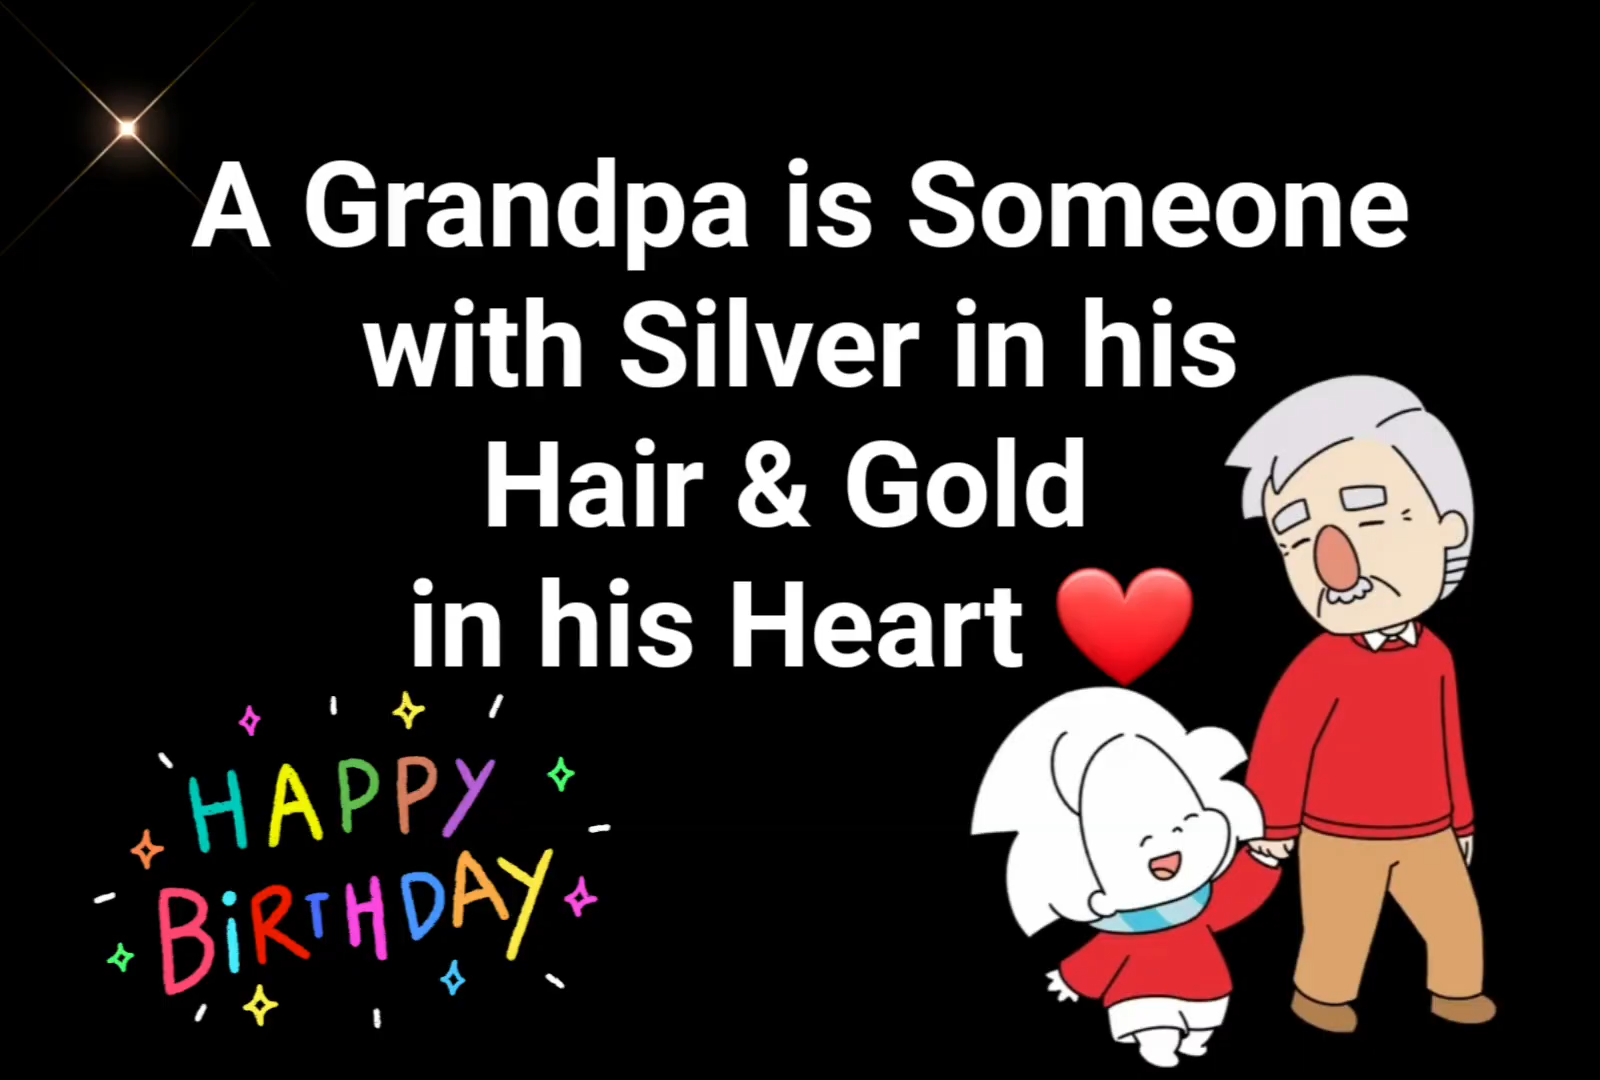 A Grandpa is Someone
with Silver in his
Hair & Gold
in his Heart ❤️
HAPPY
BiRTHDAY